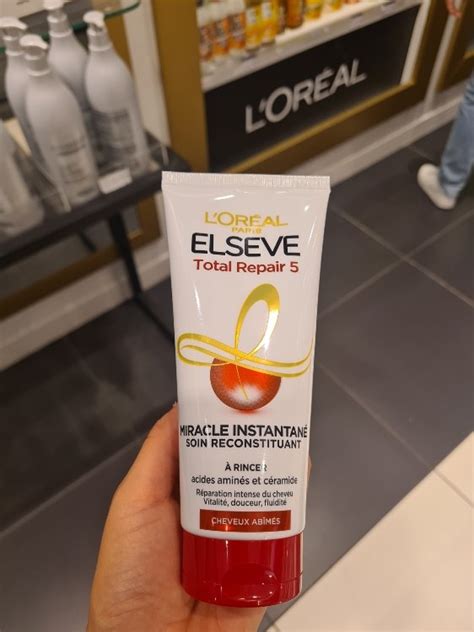 L'ORÉAL
L'ORÉAL
PARIS
ELSEVE
Total Repair 5
MIRACLE INSTANTANÉ
SOIN RECONSTITUANT
À RINCER
acides aminés et céramide
Réparation intense du cheveu
Vitalité, douceur, fluidité
CHEVEUX ABÎMÉS